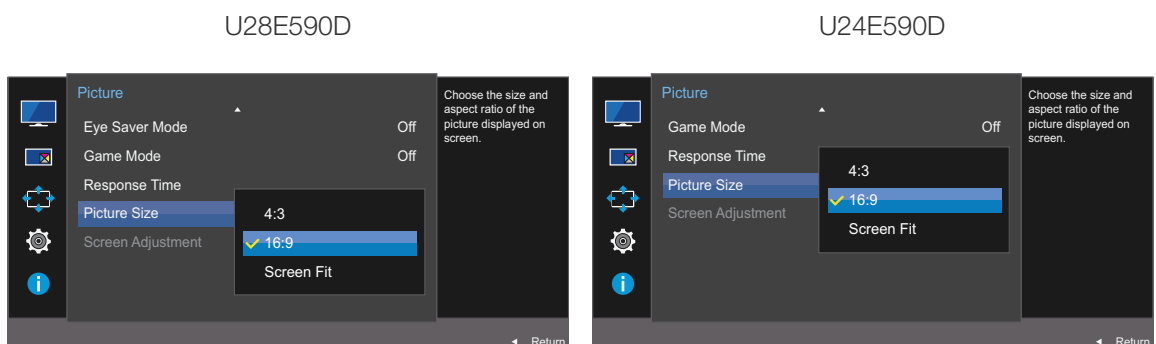 U28E590D
Picture
Eye Saver Mode Off
Game Mode Off
Response Time
Picture Size
Screen Adjustment
4:3
16:9
Screen Fit
Choose the size and
aspect ratio of the
picture displayed on
screen.
Return
U24E590D
Picture
Game Mode Off
Response Time
Picture Size
Screen Adjustment
4:3
16:9
Screen Fit
Choose the size and
aspect ratio of the
picture displayed on
screen.
Return